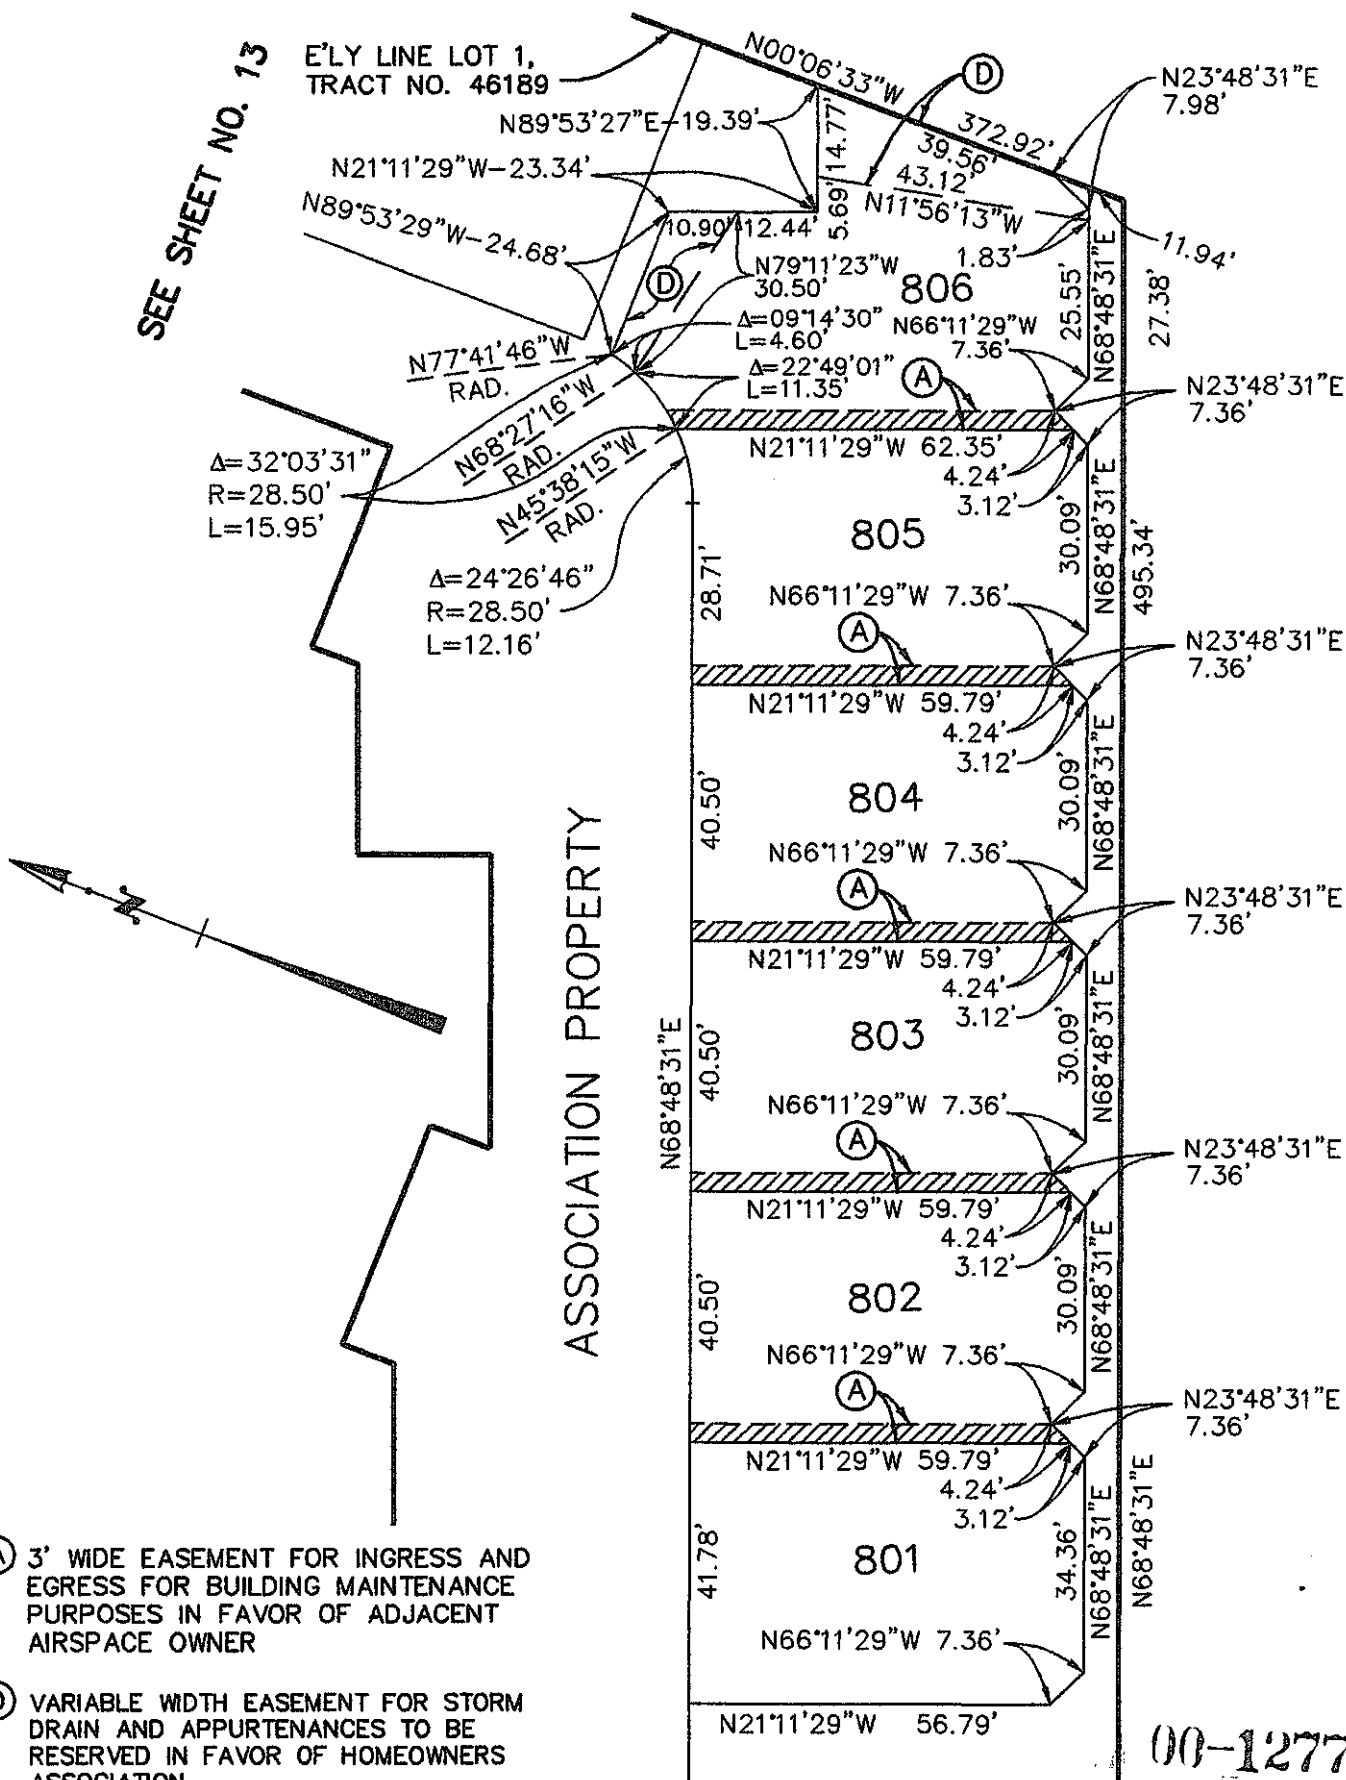 SEE SHEET NO. 13
E'LY LINE LOT 1,
TRACT NO. 46189
N00°06'33"W
372.92'
D
N23°48'31"E
7.98'
N89°53'27"E-19.39'
14.77'
39.56'
43.12'
N11°56'13"W
N21°11'29"W-23.34'
N89°53'29"W-24.68'
10.90'
12.44'
5.69'
1.83'
11.94'
D
N79°11'23"W
30.50'
806
25.55'
N68°48'31"E
27.38'
Δ=09°14'30"
L=4.60'
N66°11'29"W
7.36'
N77°41'46"W
RAD.
Δ=22°49'01"
L=11.35'
A
N23°48'31"E
7.36'
N68°27'16"W
RAD.
N21°11'29"W 62.35'
4.24'
3.12'
Δ=32°03'31"
R=28.50'
L=15.95'
N45°38'15"W
RAD.
805
28.71'
30.09'
N68°48'31"E
495.34'
Δ=24°26'46"
R=28.50'
L=12.16'
N66°11'29"W 7.36'
A
N23°48'31"E
7.36'
N21°11'29"W 59.79'
4.24'
3.12'
804
40.50'
30.09'
N68°48'31"E
N66°11'29"W 7.36'
A
N23°48'31"E
7.36'
N21°11'29"W 59.79'
4.24'
3.12'
N
ASSOCIATION PROPERTY
N68°48'31"E
803
40.50'
30.09'
N68°48'31"E
N66°11'29"W 7.36'
A
N23°48'31"E
7.36'
N21°11'29"W 59.79'
4.24'
3.12'
802
40.50'
30.09'
N68°48'31"E
N66°11'29"W 7.36'
A
N23°48'31"E
7.36'
N21°11'29"W 59.79'
4.24'
3.12'
801
41.78'
34.36'
N68°48'31"E
N68°48'31"E
N66°11'29"W 7.36'
N21°11'29"W 56.79'
A 3' WIDE EASEMENT FOR INGRESS AND
EGRESS FOR BUILDING MAINTENANCE
PURPOSES IN FAVOR OF ADJACENT
AIRSPACE OWNER
D VARIABLE WIDTH EASEMENT FOR STORM
DRAIN AND APPURTENANCES TO BE
RESERVED IN FAVOR OF HOMEOWNERS
ASSOCIATION
00-1277